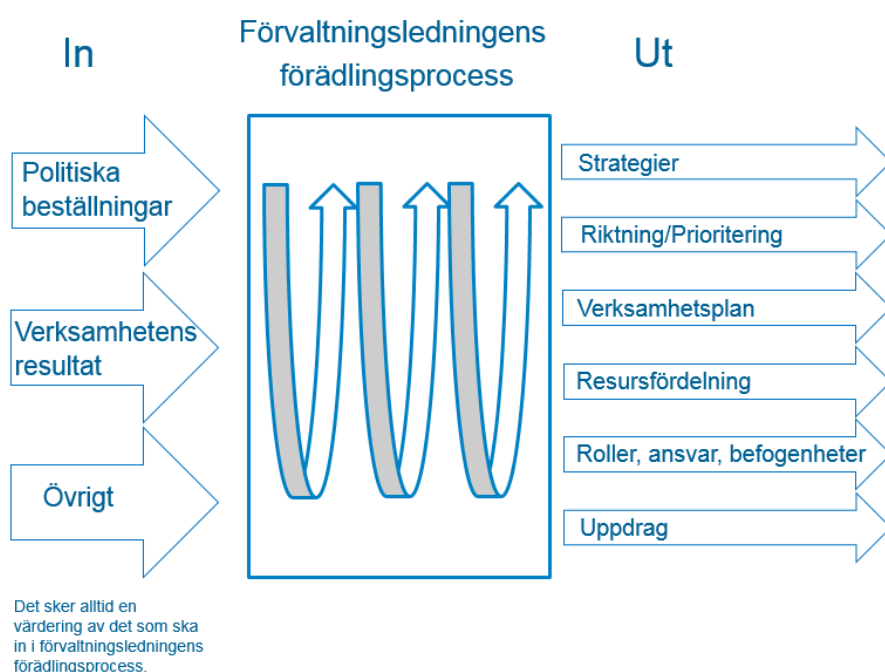 In
Förvaltningsledningens
förädlingsprocess
Ut
Politiska
beställningar
Verksamhetens
resultat
Övrigt
Strategier
Riktning/Prioritering
Verksamhetsplan
Resursfördelning
Roller, ansvar, befogenheter
Uppdrag
Det sker alltid en
värdering av det som ska
in i förvaltningsledningens
förädlingsprocess.